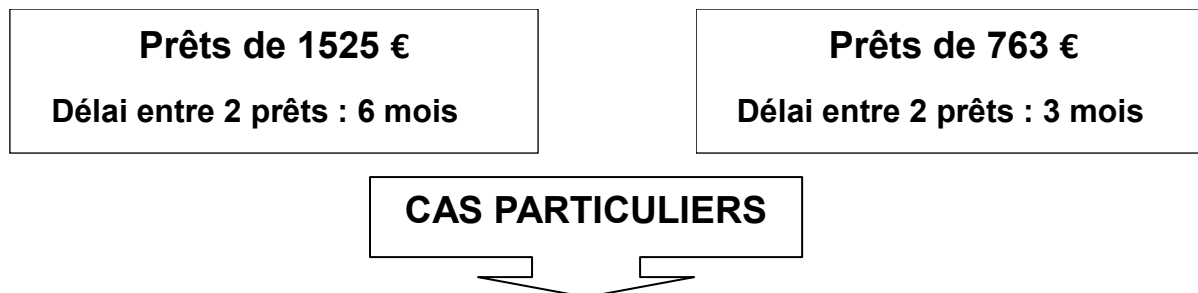 Prêts de 1525 €
Délai entre 2 prêts : 6 mois
Prêts de 763 €
Délai entre 2 prêts : 3 mois
CAS PARTICULIERS